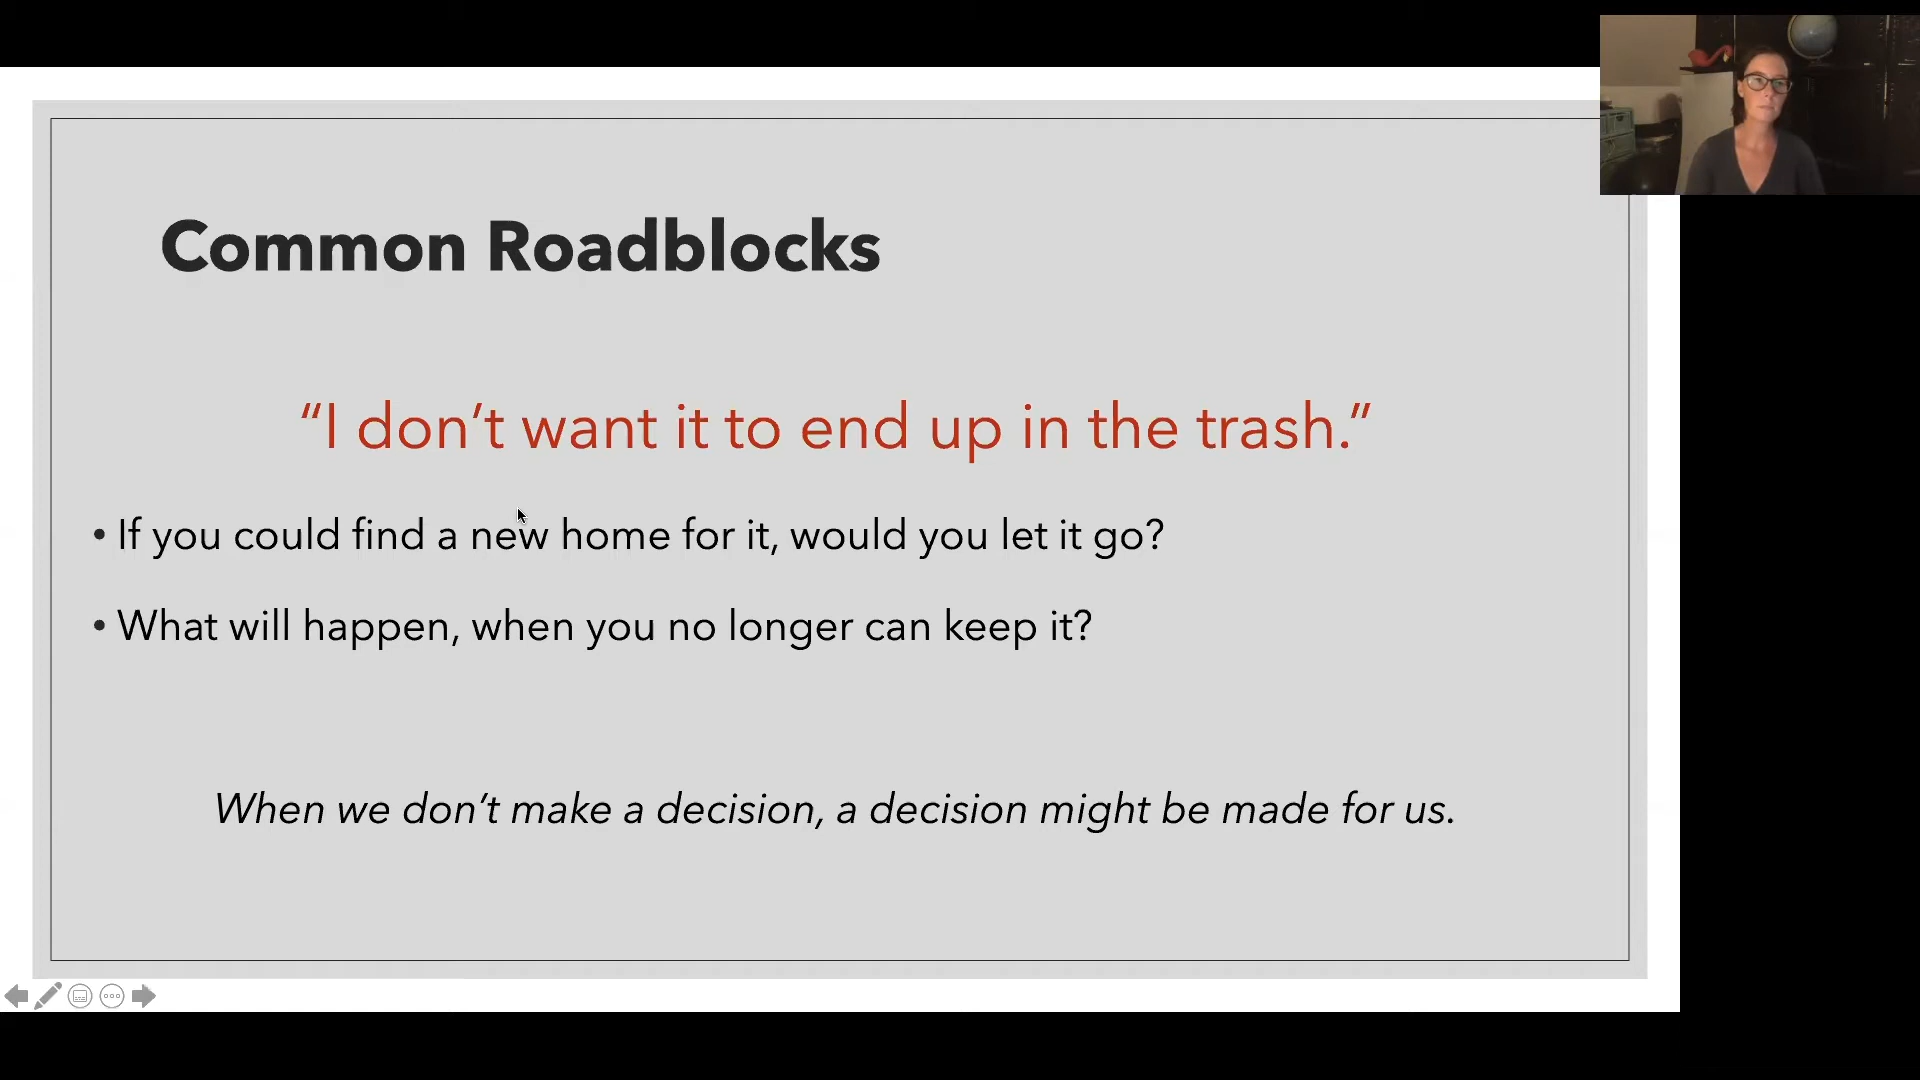 Common Roadblocks
“I don’t want it to end up in the trash.”
• If you could find a new home for it, would you let it go?
• What will happen, when you no longer can keep it?
When we don’t make a decision, a decision might be made for us.